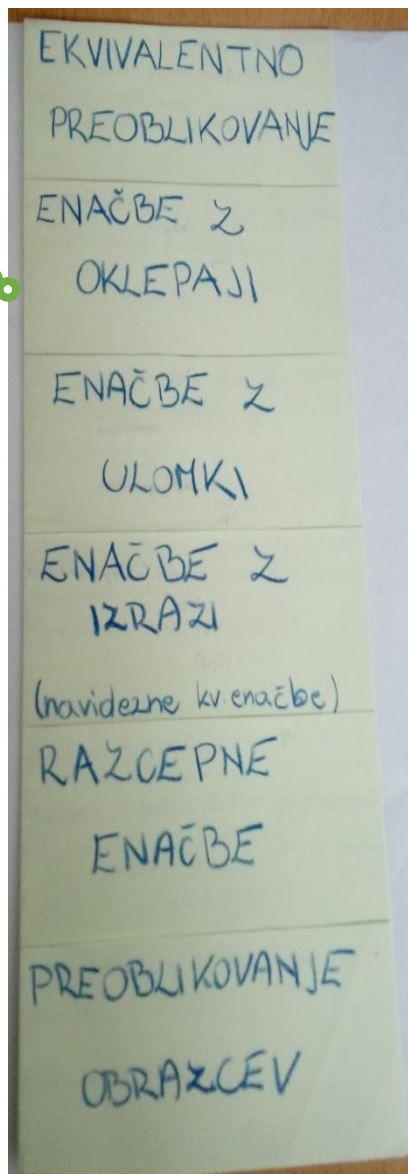 EKVIVALENTNO
PREOBLIKOVANJE
ENAČBE Z
OKLEPAJI
ENAČBE Z
ULOMKI
ENAČBE Z
IZRAZI
(navidezne kv. enačbe)
RAZCEPNE
ENAČBE
PREOBLIKOVANJE
OBRAZCEV